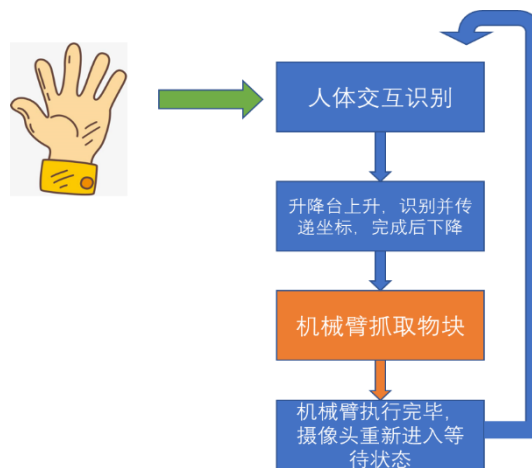 人体交互识别
升降台上升，识别并传
递坐标，完成后下降
机械臂抓取物块
机械臂执行完毕，
摄像头重新进入等
待状态